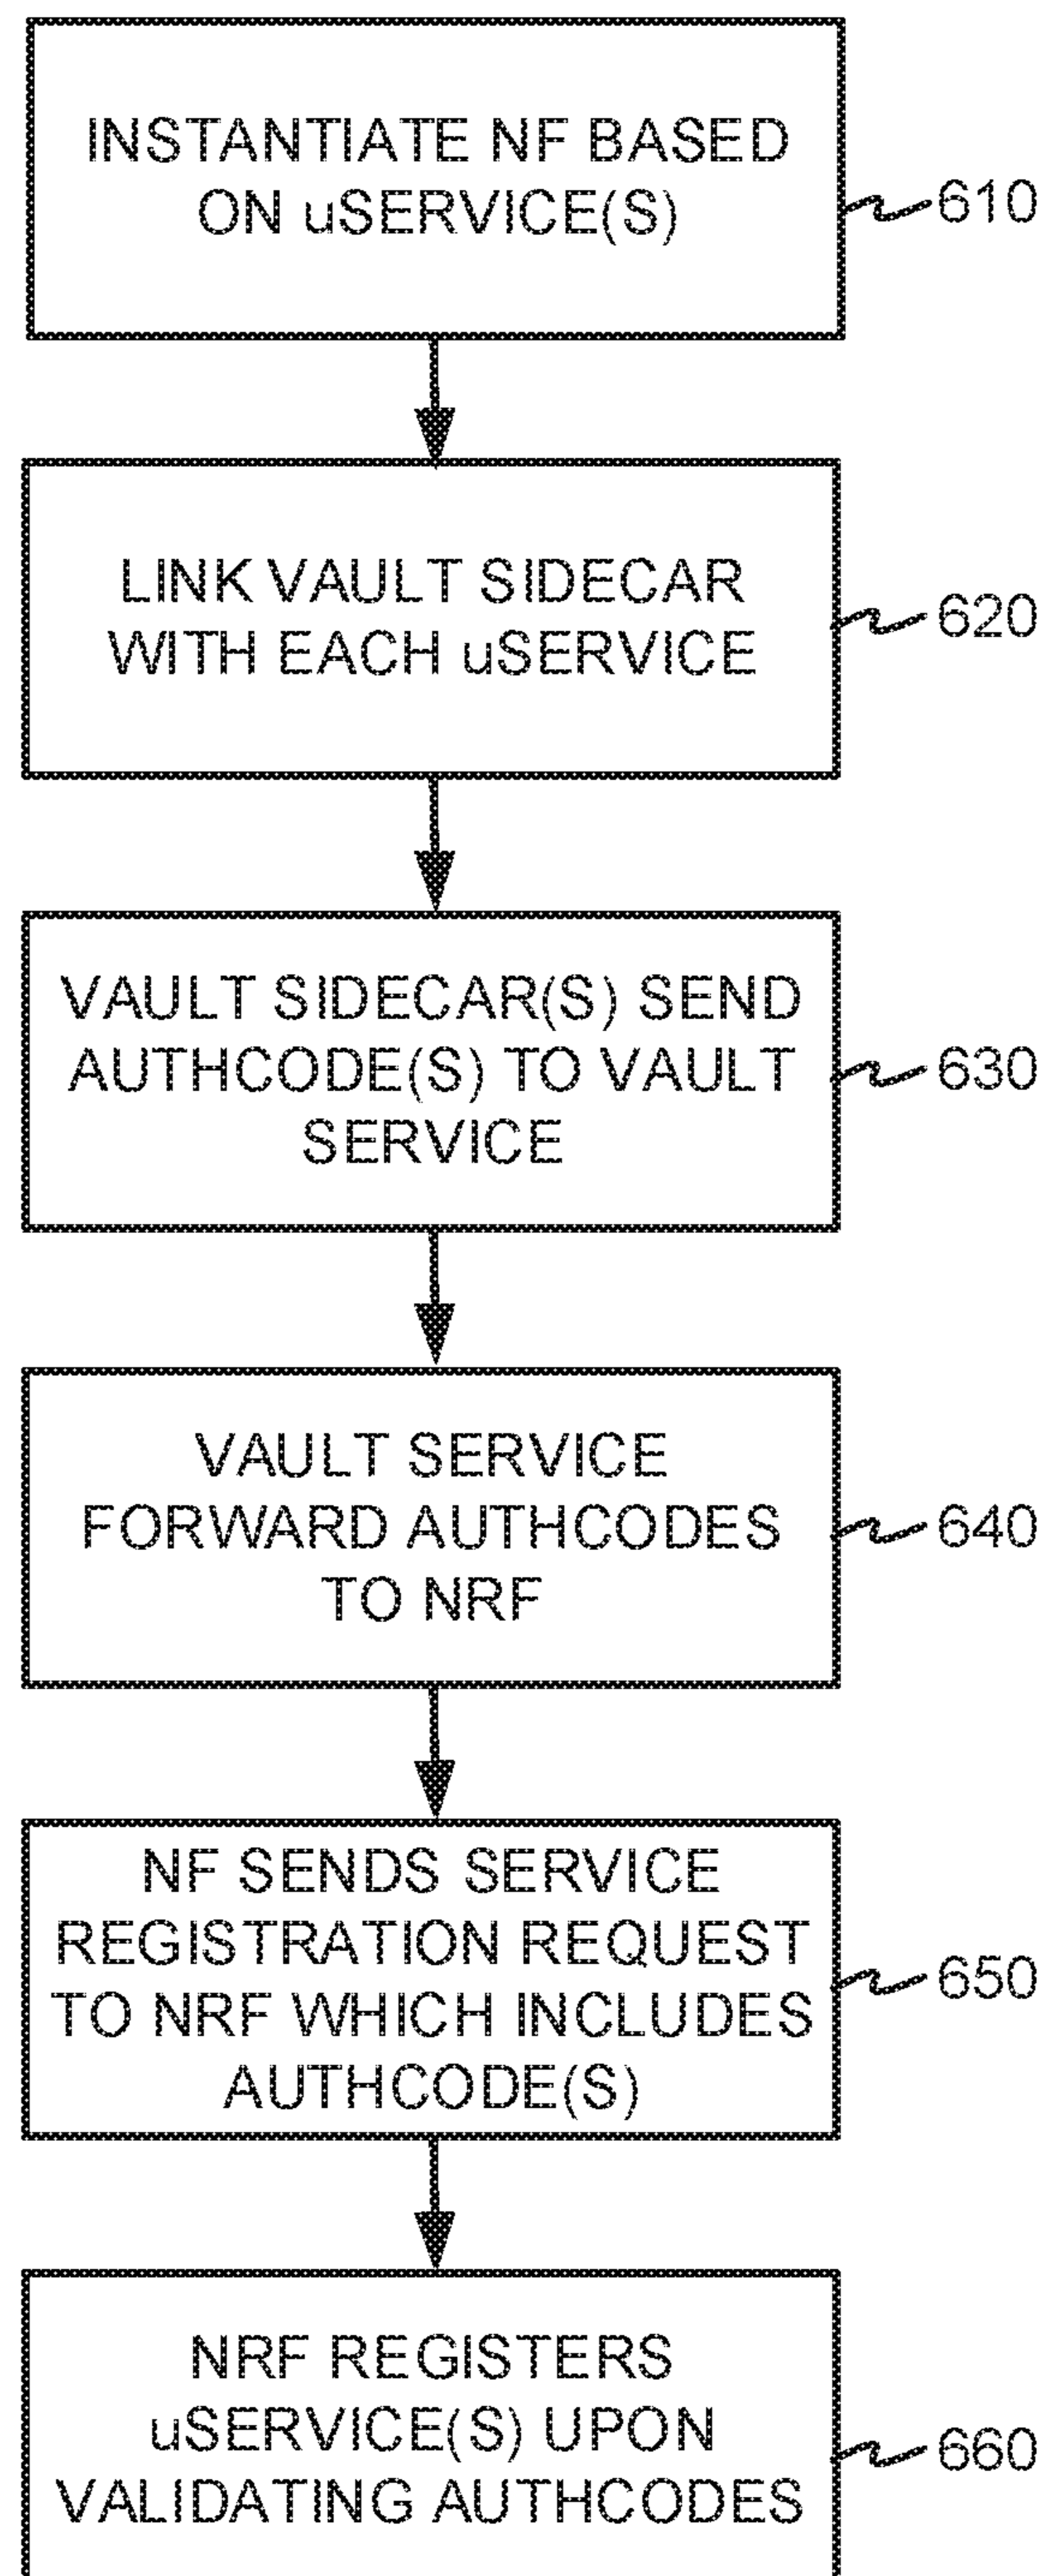 INSTANTIATE NF BASED
ON uSERVICE(S)
610
LINK VAULT SIDECAR
WITH EACH uSERVICE
620
VAULT SIDECAR(S) SEND
AUTHCODE(S) TO VAULT
SERVICE
630
VAULT SERVICE
FORWARD AUTHCODES
TO NRF
640
NF SENDS SERVICE
REGISTRATION REQUEST
TO NRF WHICH INCLUDES
AUTHCODE(S)
650
NRF REGISTERS
uSERVICE(S) UPON
VALIDATING AUTHCODES
660